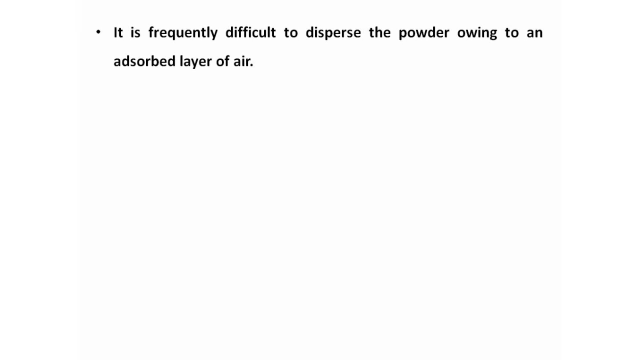 • It is frequently difficult to disperse the powder owing to an
adsorbed layer of air.